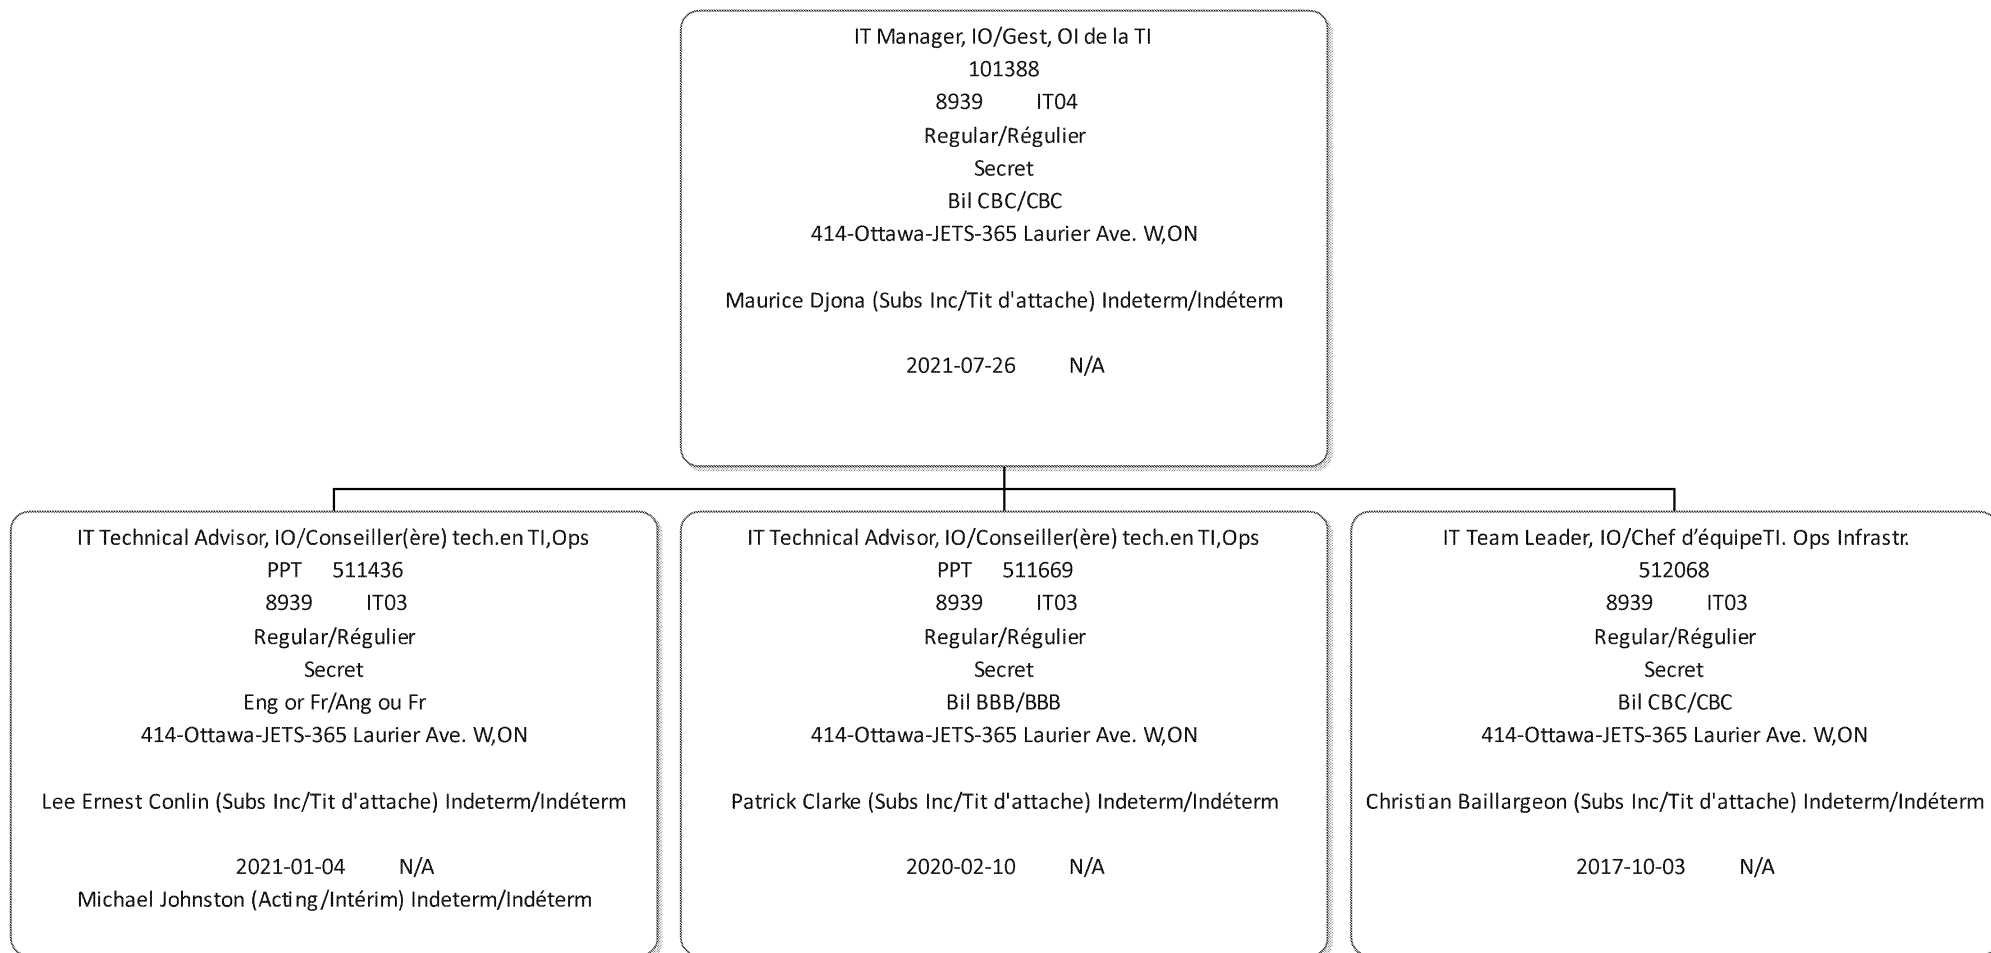 IT Manager, IO/Gest, OI de la TI
101388
8939 IT04
Regular/Régulier
Secret
Bil CBC/CBC
414-Ottawa-JETS-365 Laurier Ave. W,ON
Maurice Djona (Subs Inc/Tit d'attache) Indeterm/Indéterm
2021-07-26 N/A
IT Technical Advisor, IO/Conseiller(ère) tech.en TI,Ops
PPT 511436
8939 IT03
Regular/Régulier
Secret
Eng or Fr/Ang ou Fr
414-Ottawa-JETS-365 Laurier Ave. W,ON
Lee Ernest Conlin (Subs Inc/Tit d'attache) Indeterm/Indéterm
2021-01-04 N/A
Michael Johnston (Acting/Intérim) Indeterm/Indéterm
IT Technical Advisor, IO/Conseiller(ère) tech.en TI,Ops
PPT 511669
8939 IT03
Regular/Régulier
Secret
Bil BBB/BBB
414-Ottawa-JETS-365 Laurier Ave. W,ON
Patrick Clarke (Subs Inc/Tit d'attache) Indeterm/Indéterm
2020-02-10 N/A
IT Team Leader, IO/Chef d’équipeTI. Ops Infrastr.
512068
8939 IT03
Regular/Régulier
Secret
Bil CBC/CBC
414-Ottawa-JETS-365 Laurier Ave. W,ON
Christian Baillargeon (Subs Inc/Tit d'attache) Indeterm/Indéterm
2017-10-03 N/A